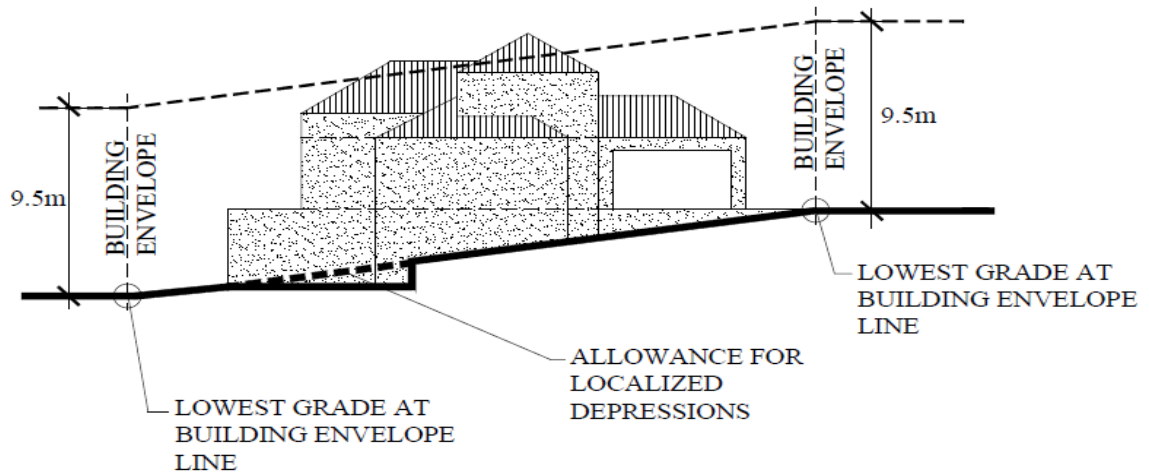 9.5m
BUILDING
ENVELOPE
BUILDING
ENVELOPE
9.5m
LOWEST GRADE AT
BUILDING ENVELOPE
LINE
ALLOWANCE FOR
LOCALIZED
DEPRESSIONS
LOWEST GRADE AT
BUILDING ENVELOPE
LINE